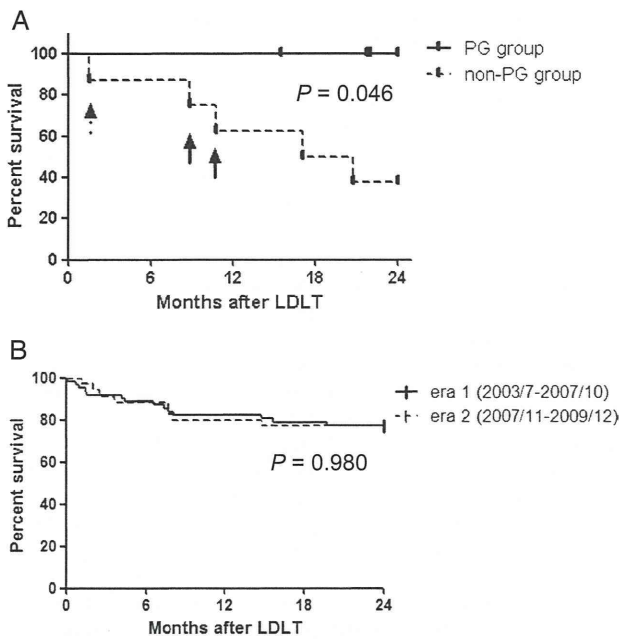 A
100
80
60
40
20
0
Percent survival
P = 0.046
0 6 12 18 24
Months after LDLT
PG group
non-PG group
B
100
80
60
40
20
0
Percent survival
P = 0.980
0 6 12 18 24
Months after LDLT
era 1 (2003/7-2007/10)
era 2 (2007/11-2009/12)